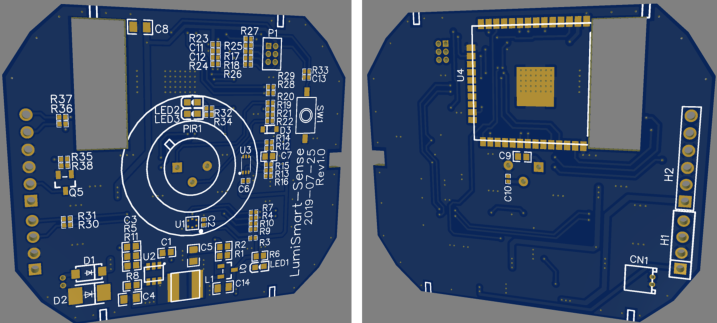 C8
R23
C11
C12
R24
R27
R25
R17
R18
R26
P1
R33
C13
R29
R28
R37
R36
LED2
LED3
R32
R34
PIR1
R20
R19
R21
R22
D3
SW1
R14
R12
U3
C7
R35
R38
Q5
R15
R13
R16
C6
LumiSmart-Sense
2019-07-25
Rev1.0
R31
R30
U1
C2
R7
R4
R10
R9
C3
R5
R11
C1
U2
C5
R2
R1
R3
R6
LED1
D1
D2
R8
C4
L1
C14
U4
C9
C10
H2
H1
CN1